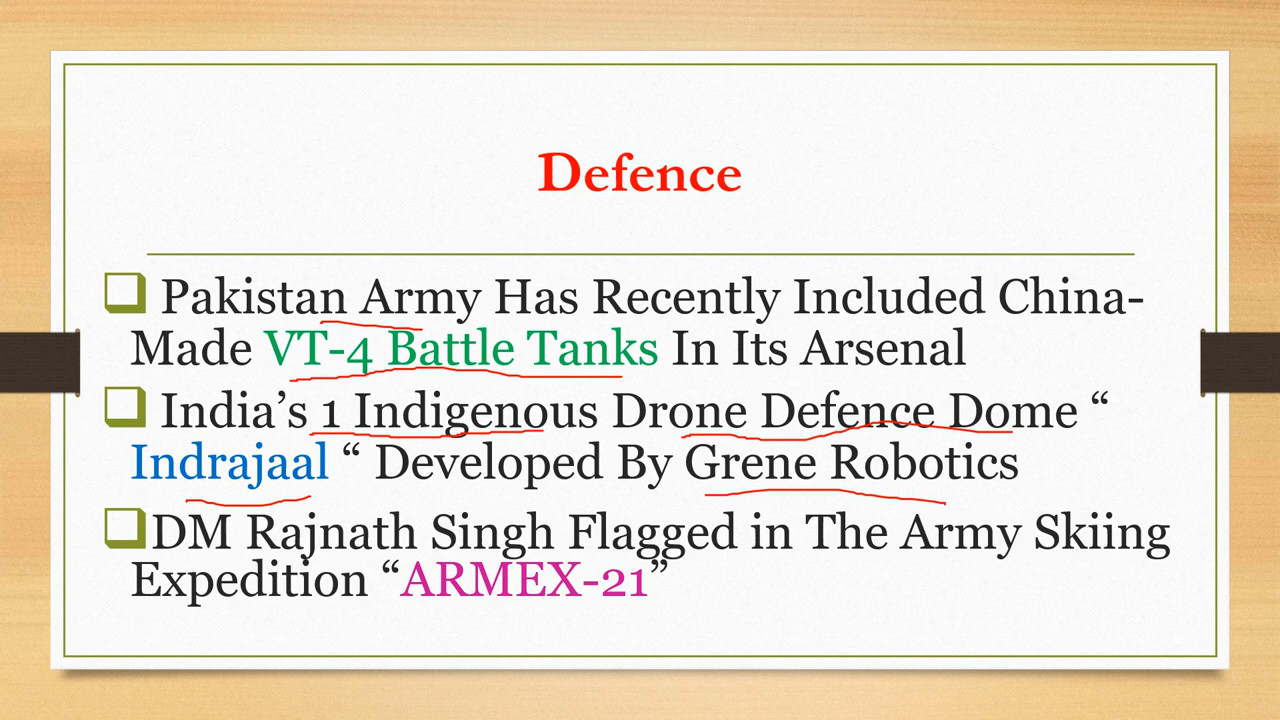 Defence
Pakistan Army Has Recently Included China-
Made VT-4 Battle Tanks In Its Arsenal
India’s 1 Indigenous Drone Defence Dome “
Indrajaal “ Developed By Grene Robotics
DM Rajnath Singh Flagged in The Army Skiing
Expedition “ARMEX-21”